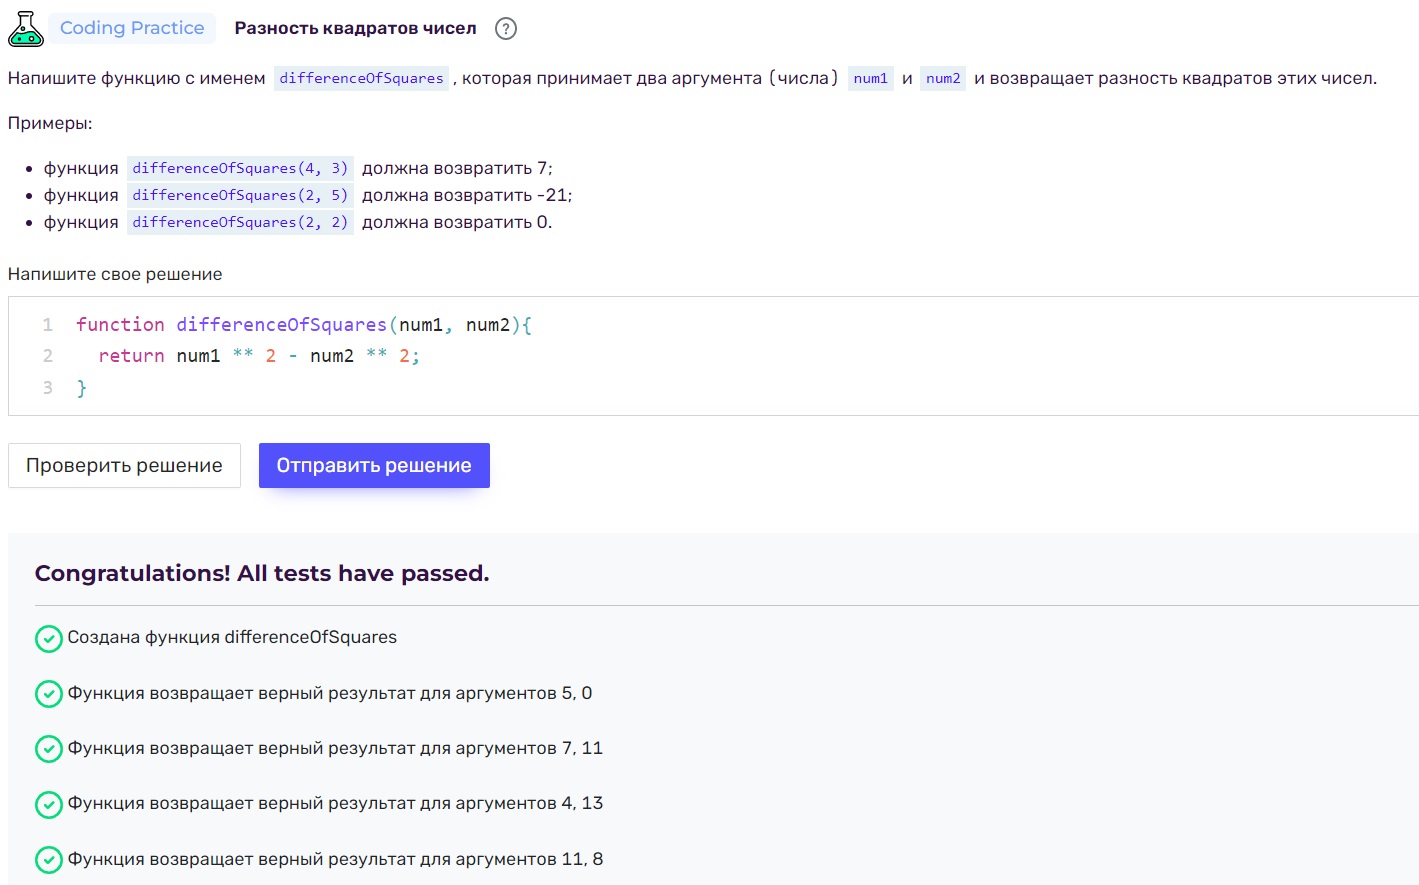 Coding Practice Разность квадратов чисел ?
Напишите функцию с именем differenceOfSquares, которая принимает два аргумента (числа) num1 и num2 и возвращает разность квадратов этих чисел.
Примеры:
• функция differenceOfSquares(4, 3) должна возвратить 7;
• функция differenceOfSquares(2, 5) должна возвратить -21;
• функция differenceOfSquares(2, 2) должна возвратить 0.
Напишите свое решение
1 function differenceOfSquares(num1, num2){
2 return num1 ** 2 - num2 ** 2;
3 }
Проверить решение Отправить решение
Congratulations! All tests have passed.
Создана функция differenceOfSquares
Функция возвращает верный результат для аргументов 5, 0
Функция возвращает верный результат для аргументов 7, 11
Функция возвращает верный результат для аргументов 4, 13
Функция возвращает верный результат для аргументов 11, 8